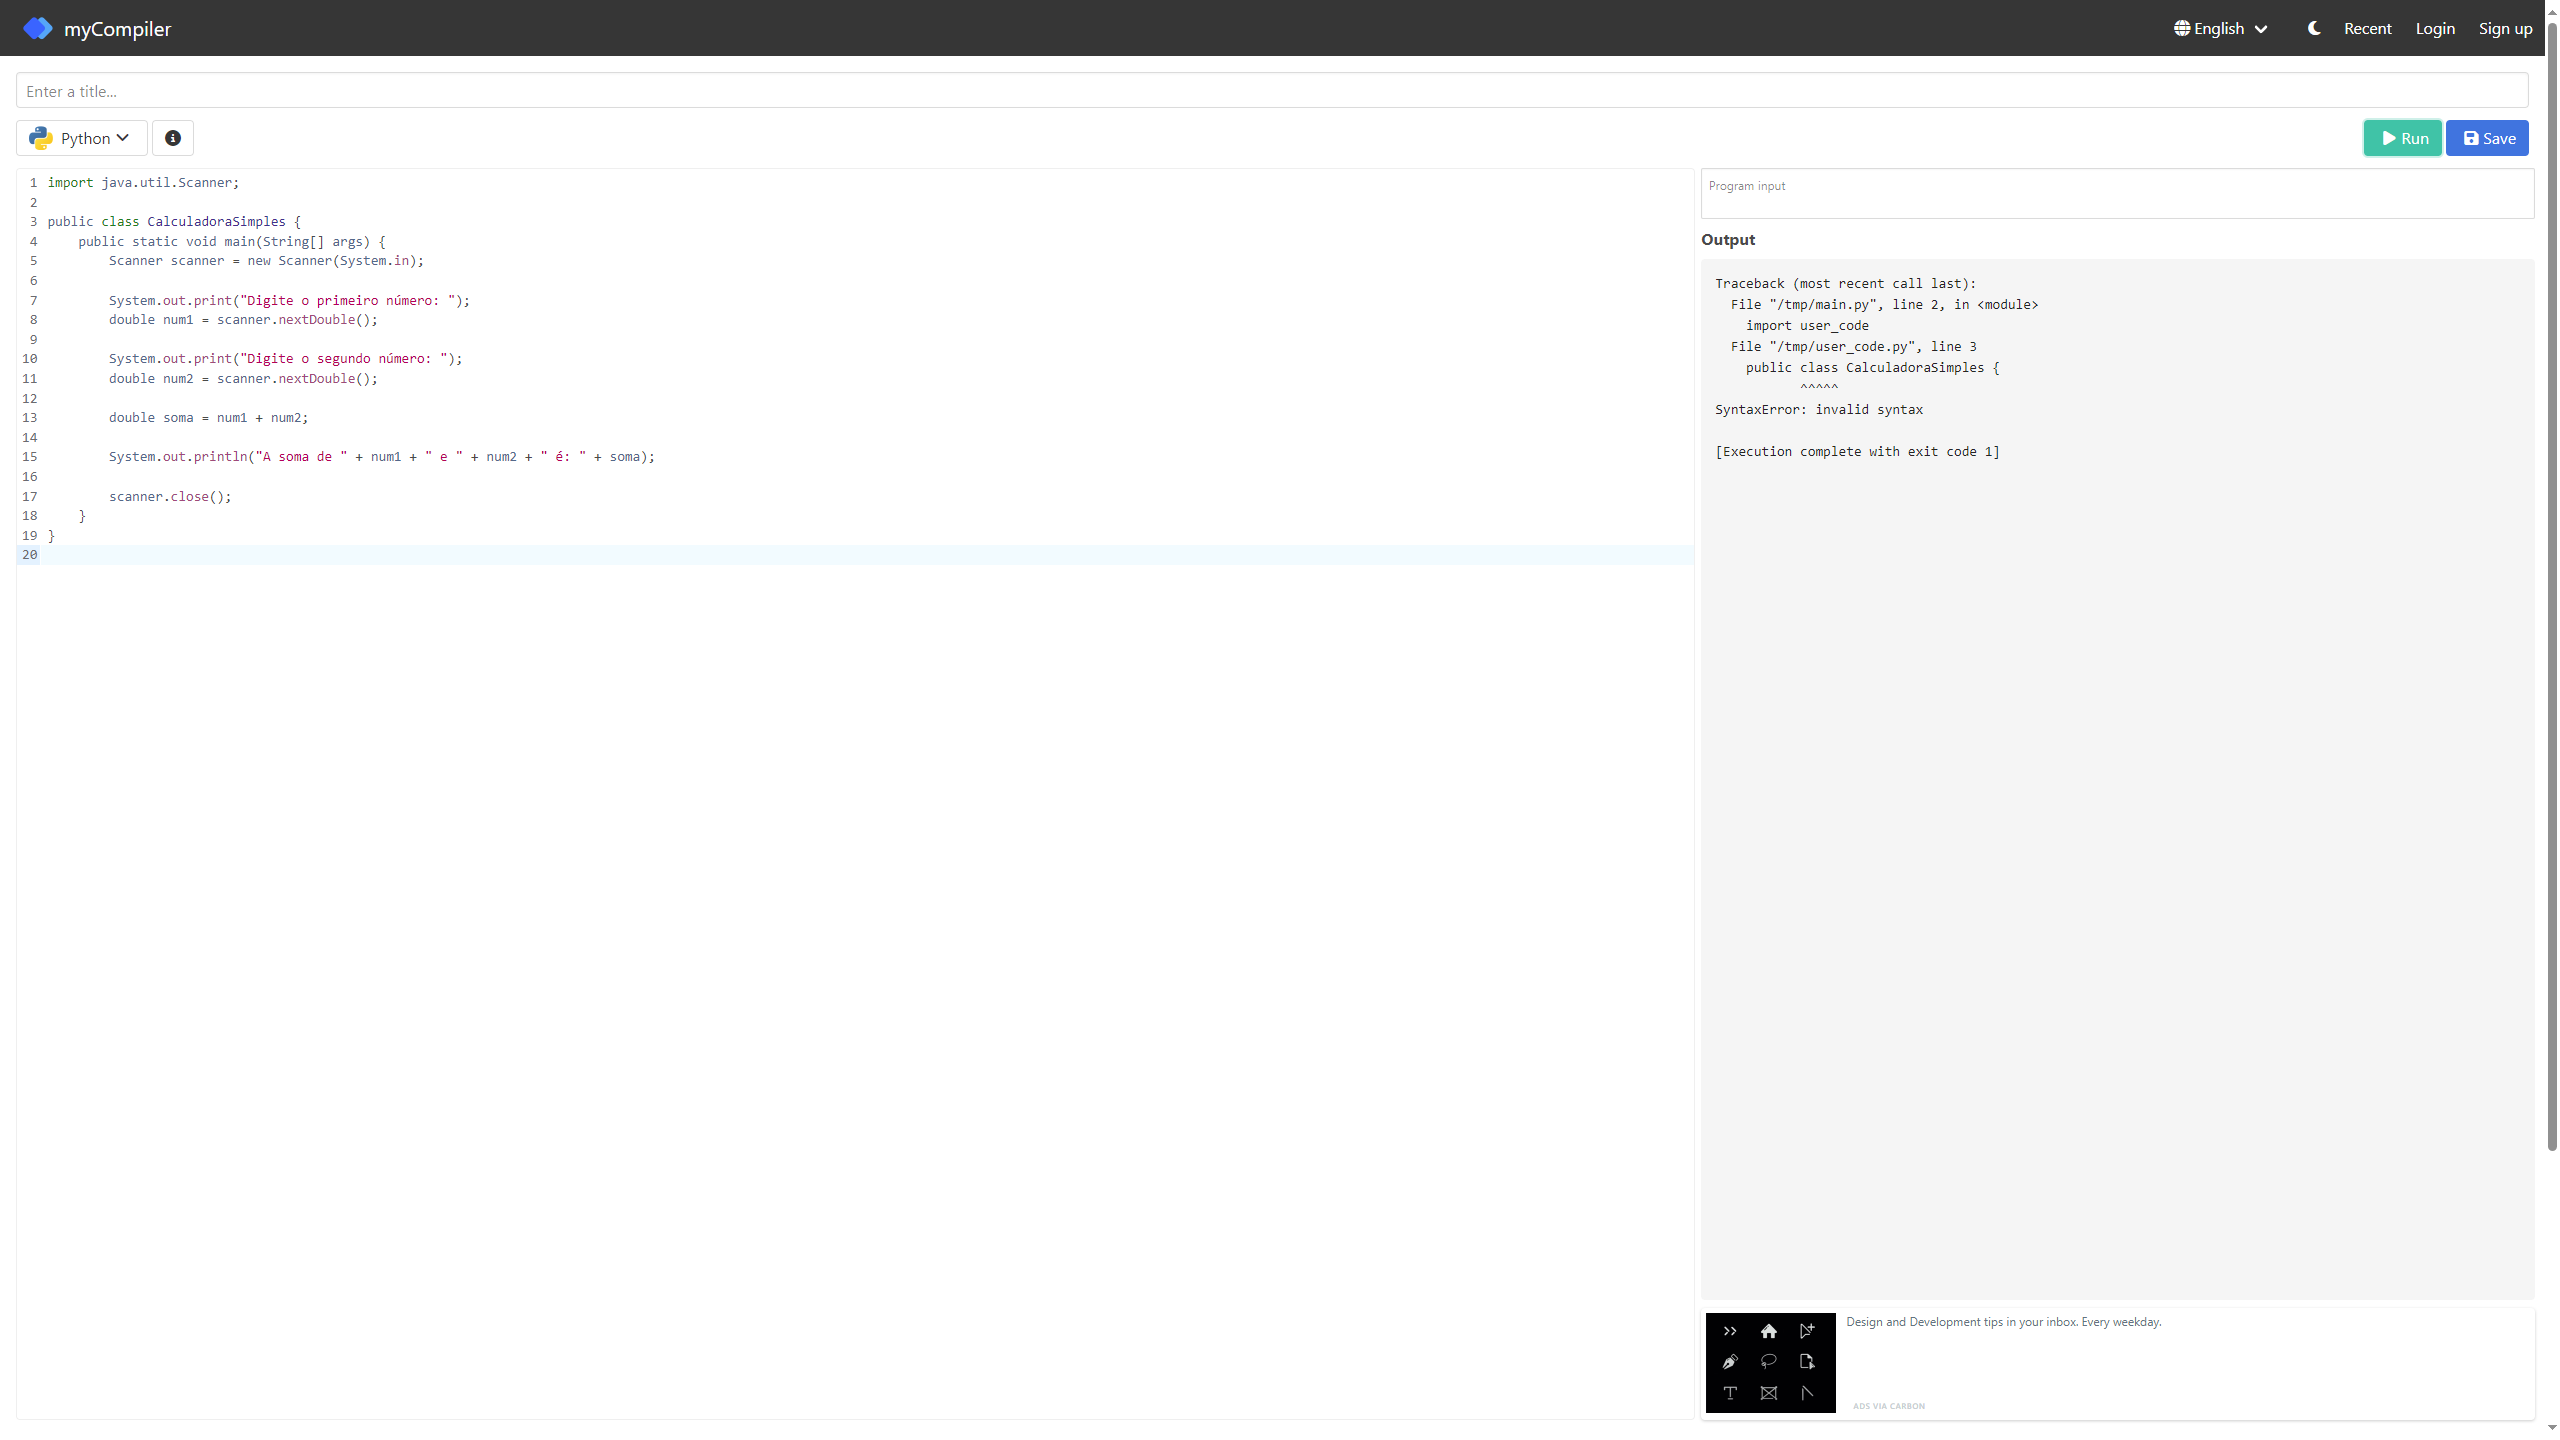 myCompiler
English
Recent
Login
Sign up
Enter a title...
Python
Run
Save
1 import java.util.Scanner;
2
3 public class CalculadoraSimples {
4     public static void main(String[] args) {
5         Scanner scanner = new Scanner(System.in);
6
7         System.out.print("Digite o primeiro número: ");
8         double num1 = scanner.nextDouble();
9
10         System.out.print("Digite o segundo número: ");
11         double num2 = scanner.nextDouble();
12
13         double soma = num1 + num2;
14
15         System.out.println("A soma de " + num1 + " e " + num2 + " é: " + soma);
16
17         scanner.close();
18     }
19 }
20
Program input
Output
Traceback (most recent call last):
  File "/tmp/main.py", line 2, in <module>
    import user_code
  File "/tmp/user_code.py", line 3
    public class CalculadoraSimples {
           ^^^^^
SyntaxError: invalid syntax
[Execution complete with exit code 1]
Design and Development tips in your inbox. Every weekday.
ADS VIA CARBON